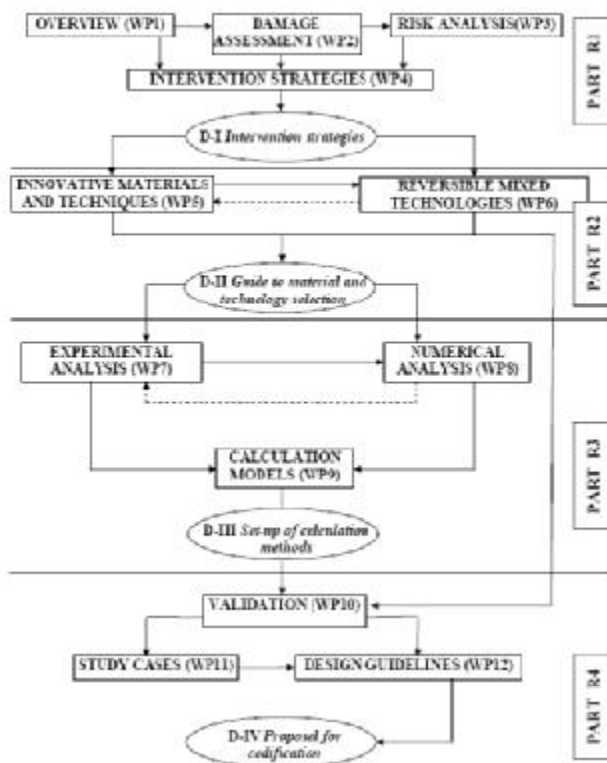 OVERVIEW (WP1)
DAMAGE
ASSESSMENT (WP2)
RISK ANALYSIS(WP3)
INTERVENTION STRATEGIES (WP4)
D-I Intervention strategies
PART R1
INNOVATIVE MATERIALS
AND TECHNIQUES (WP5)
REVERSIBLE MIXED
TECHNOLOGIES (WP6)
D-II Guide to material and
technology selection
PART R2
EXPERIMENTAL
ANALYSIS (WP7)
NUMERICAL
ANALYSIS (WP8)
CALCULATION
MODELS (WP9)
D-III Set-up of calculation
methods
PART R3
VALIDATION (WP10)
STUDY CASES (WP11)
DESIGN GUIDELINES (WP12)
D-IV Proposal for
codification
PART R4